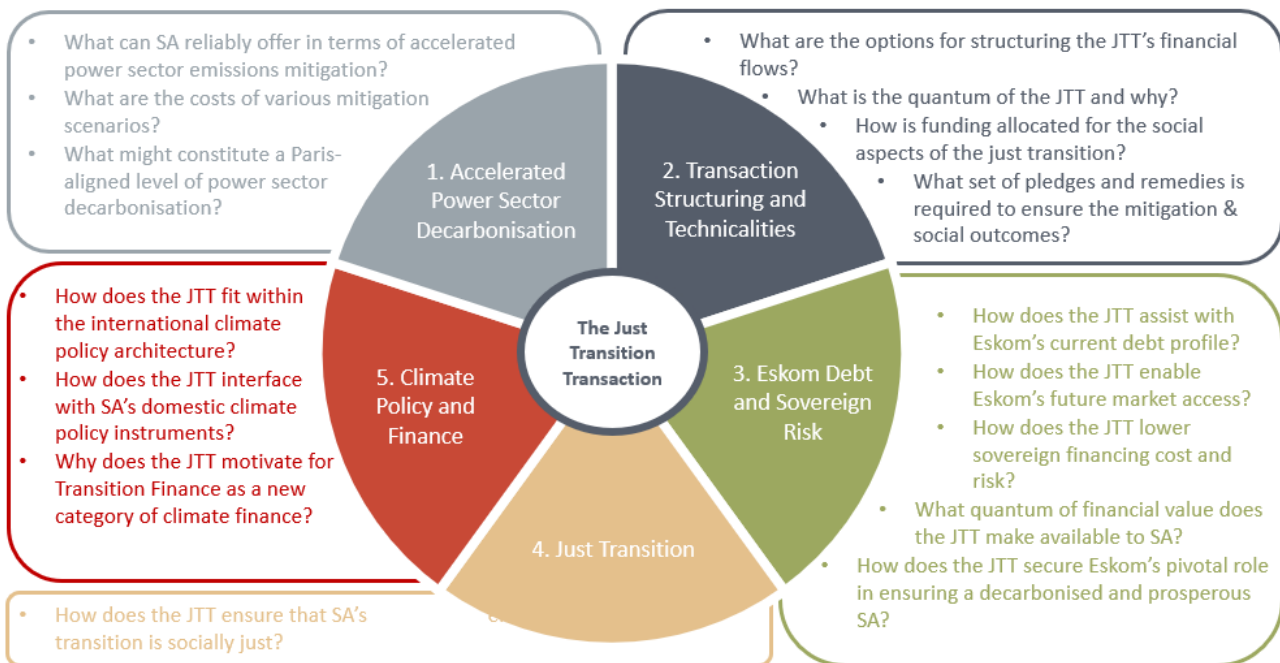 • What can SA reliably offer in terms of accelerated
power sector emissions mitigation?
• What are the costs of various mitigation
scenarios?
• What might constitute a Paris-
aligned level of power sector
decarbonisation?
• What are the options for structuring the JTT's financial
flows?
• What is the quantum of the JTT and why?
• How is funding allocated for the social
aspects of the just transition?
• What set of pledges and remedies is
required to ensure the mitigation &
social outcomes?
1. Accelerated
Power Sector
Decarbonisation
2. Transaction
Structuring and
Technicalities
The Just
Transition
Transaction
5. Climate
Policy and
Finance
3. Eskom Debt
and Sovereign
Risk
4. Just Transition
• How does the JTT fit within
the international climate
policy architecture?
• How does the JTT interface
with SA's domestic climate
policy instruments?
• Why does the JTT motivate for
Transition Finance as a new
category of climate finance?
• How does the JTT assist with
Eskom's current debt profile?
• How does the JTT enable
Eskom's future market access?
• How does the JTT lower
sovereign financing cost and
risk?
• What quantum of financial value does
the JTT make available to SA?
• How does the JTT secure Eskom's pivotal role
in ensuring a decarbonised and prosperous
SA?
• How does the JTT ensure that SA's
transition is socially just?